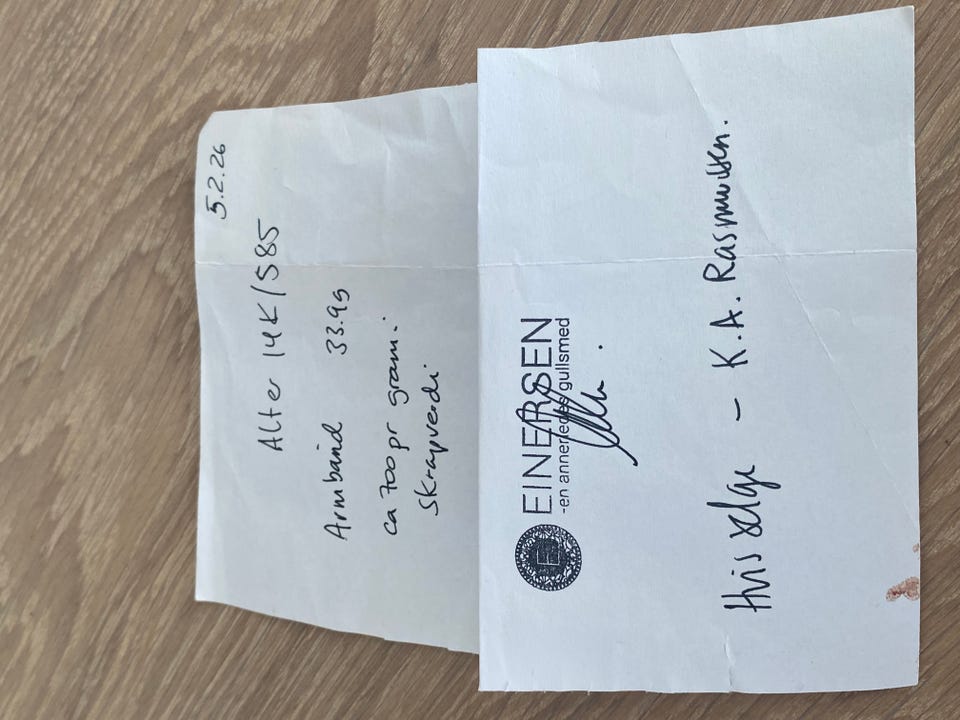 5.2.26
Alter 14K/585
Armbånd 33.9g
ca 700 pr gram.
Skrapverdi
EINERSEN
-en annerledes gullsmed
Hvis selge - K.A. Rasmussen.